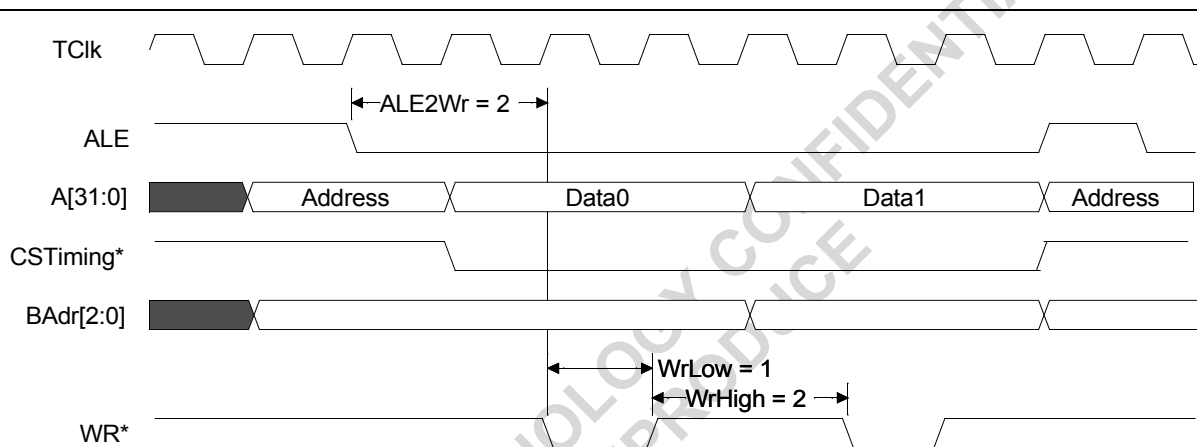 TClk
ALE2Wr = 2
ALE
A[31:0] Address Data0 Data1 Address
CSTiming*
BAdr[2:0]
WrLow = 1
WrHigh = 2
WR*